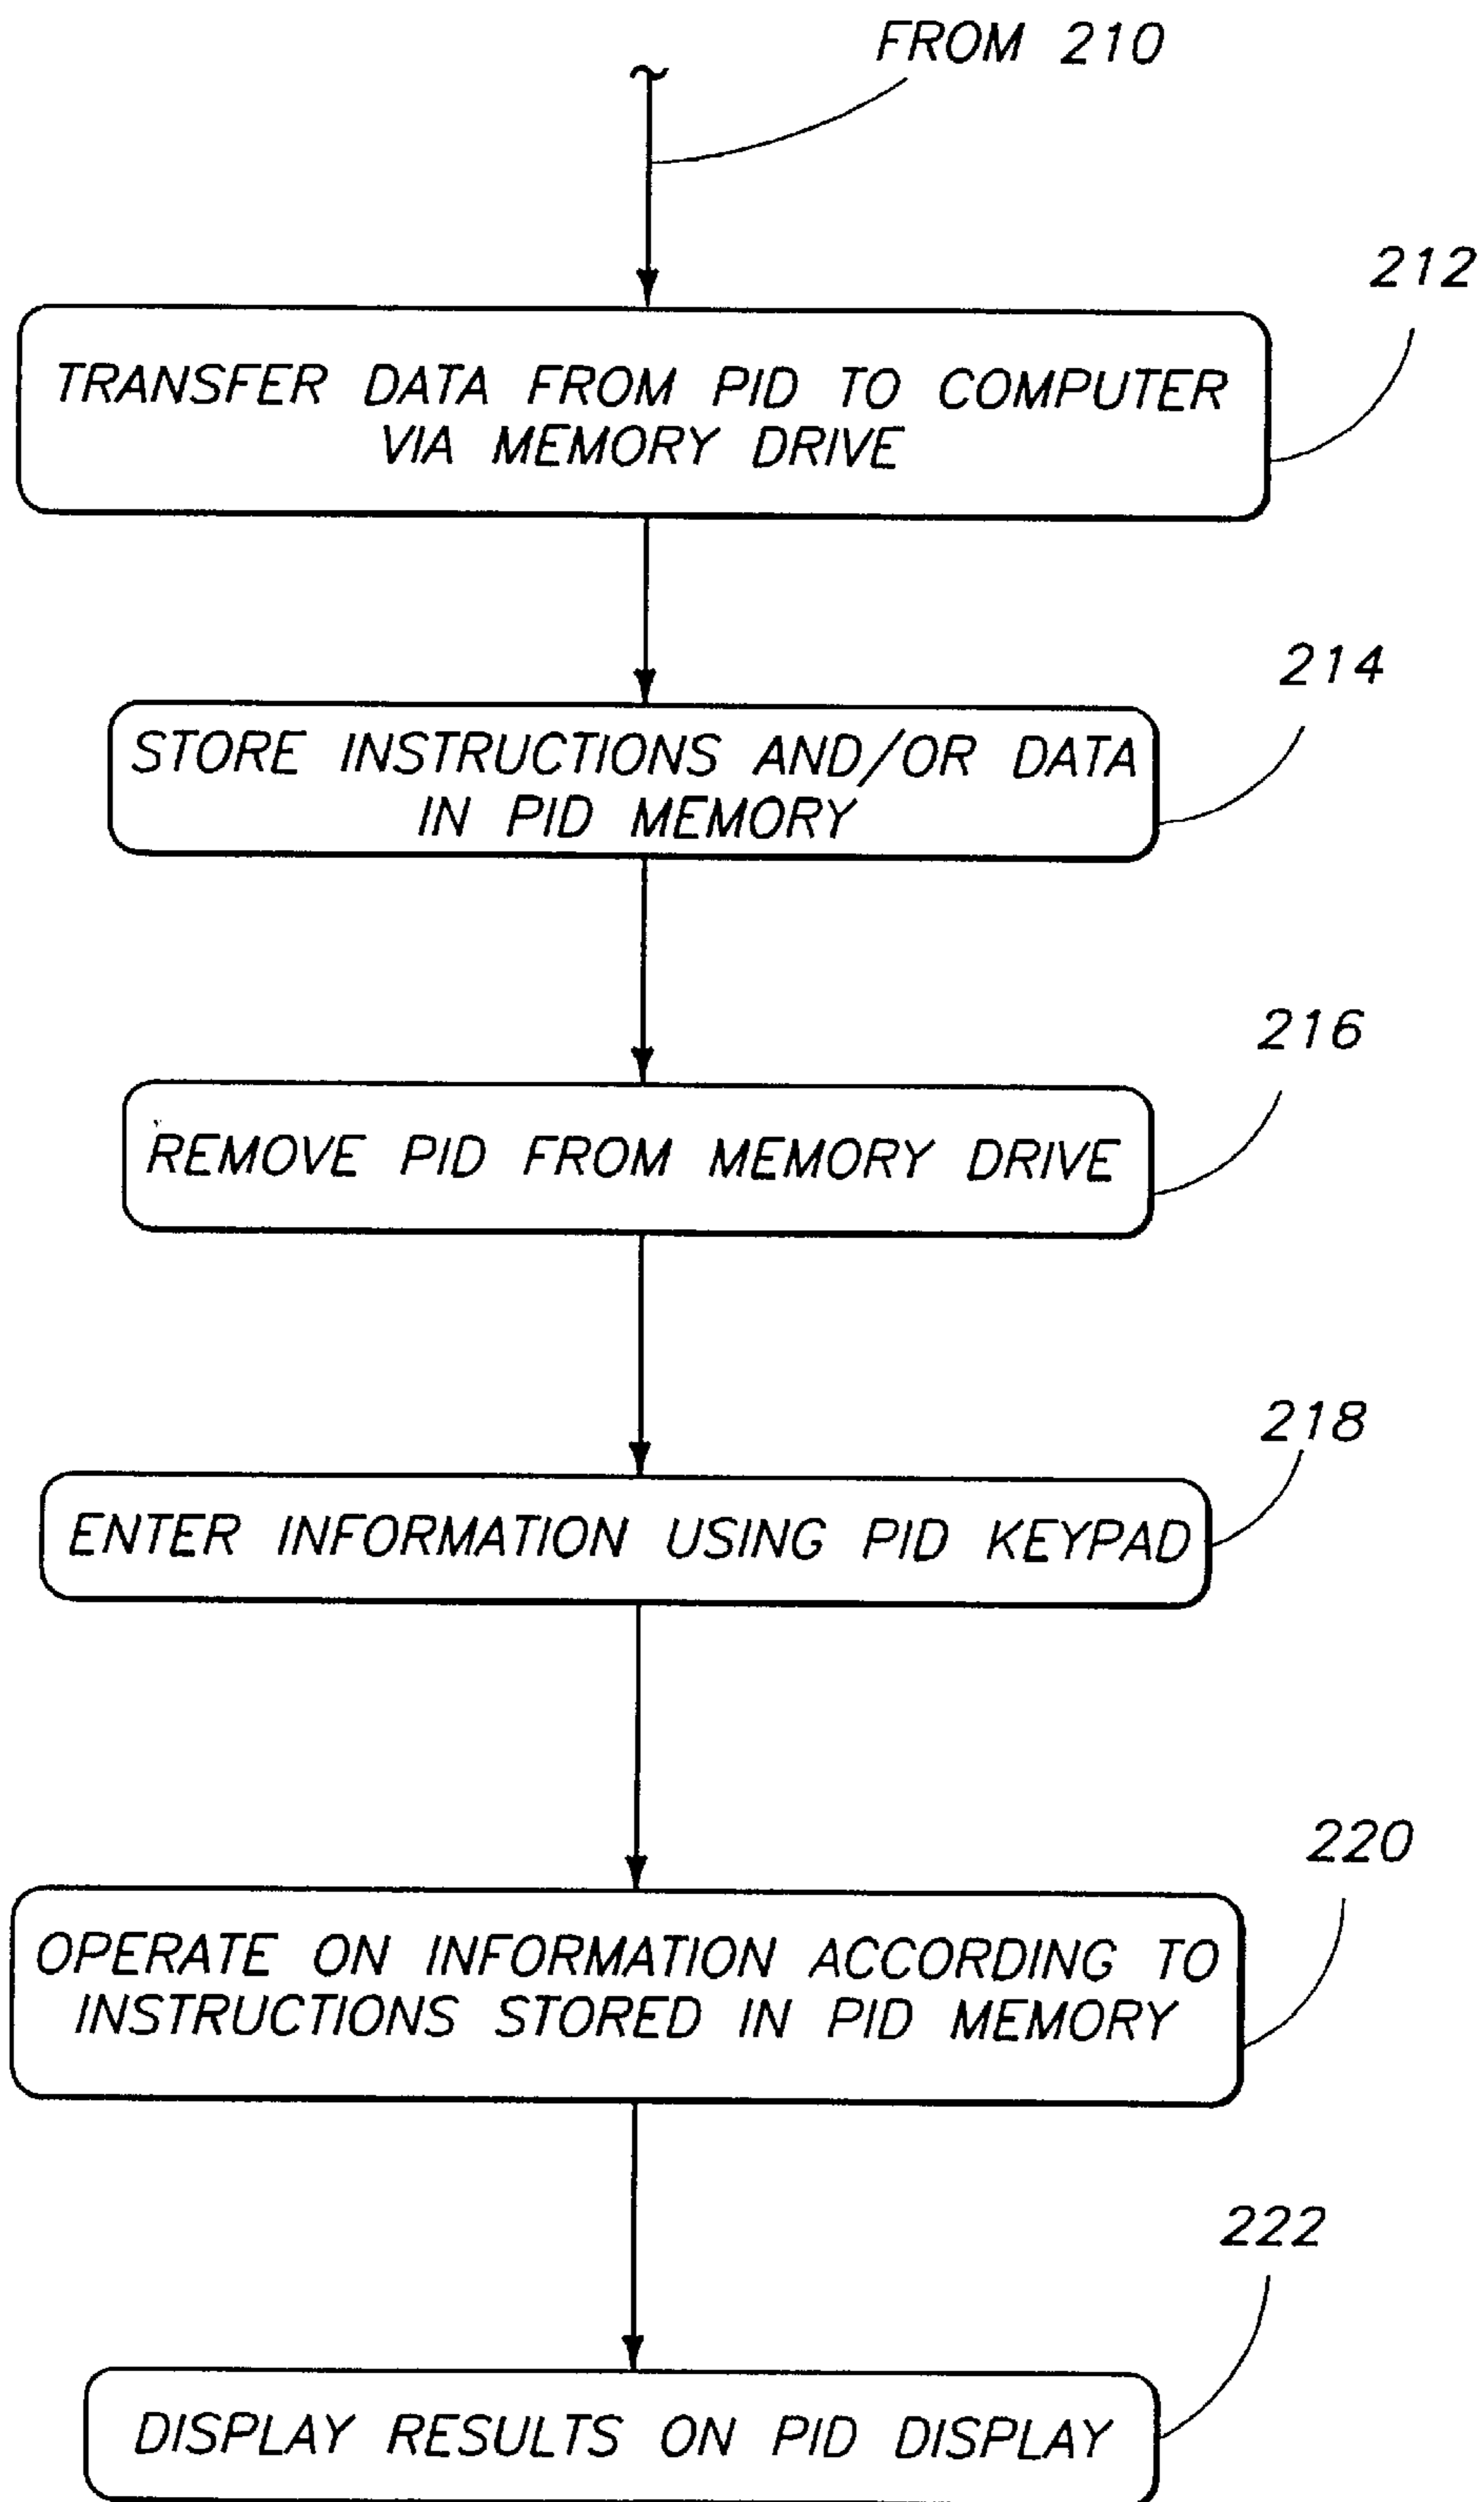 FROM 210
212
TRANSFER DATA FROM PID TO COMPUTER
VIA MEMORY DRIVE
214
STORE INSTRUCTIONS AND/OR DATA
IN PID MEMORY
216
REMOVE PID FROM MEMORY DRIVE
218
ENTER INFORMATION USING PID KEYPAD
220
OPERATE ON INFORMATION ACCORDING TO
INSTRUCTIONS STORED IN PID MEMORY
222
DISPLAY RESULTS ON PID DISPLAY